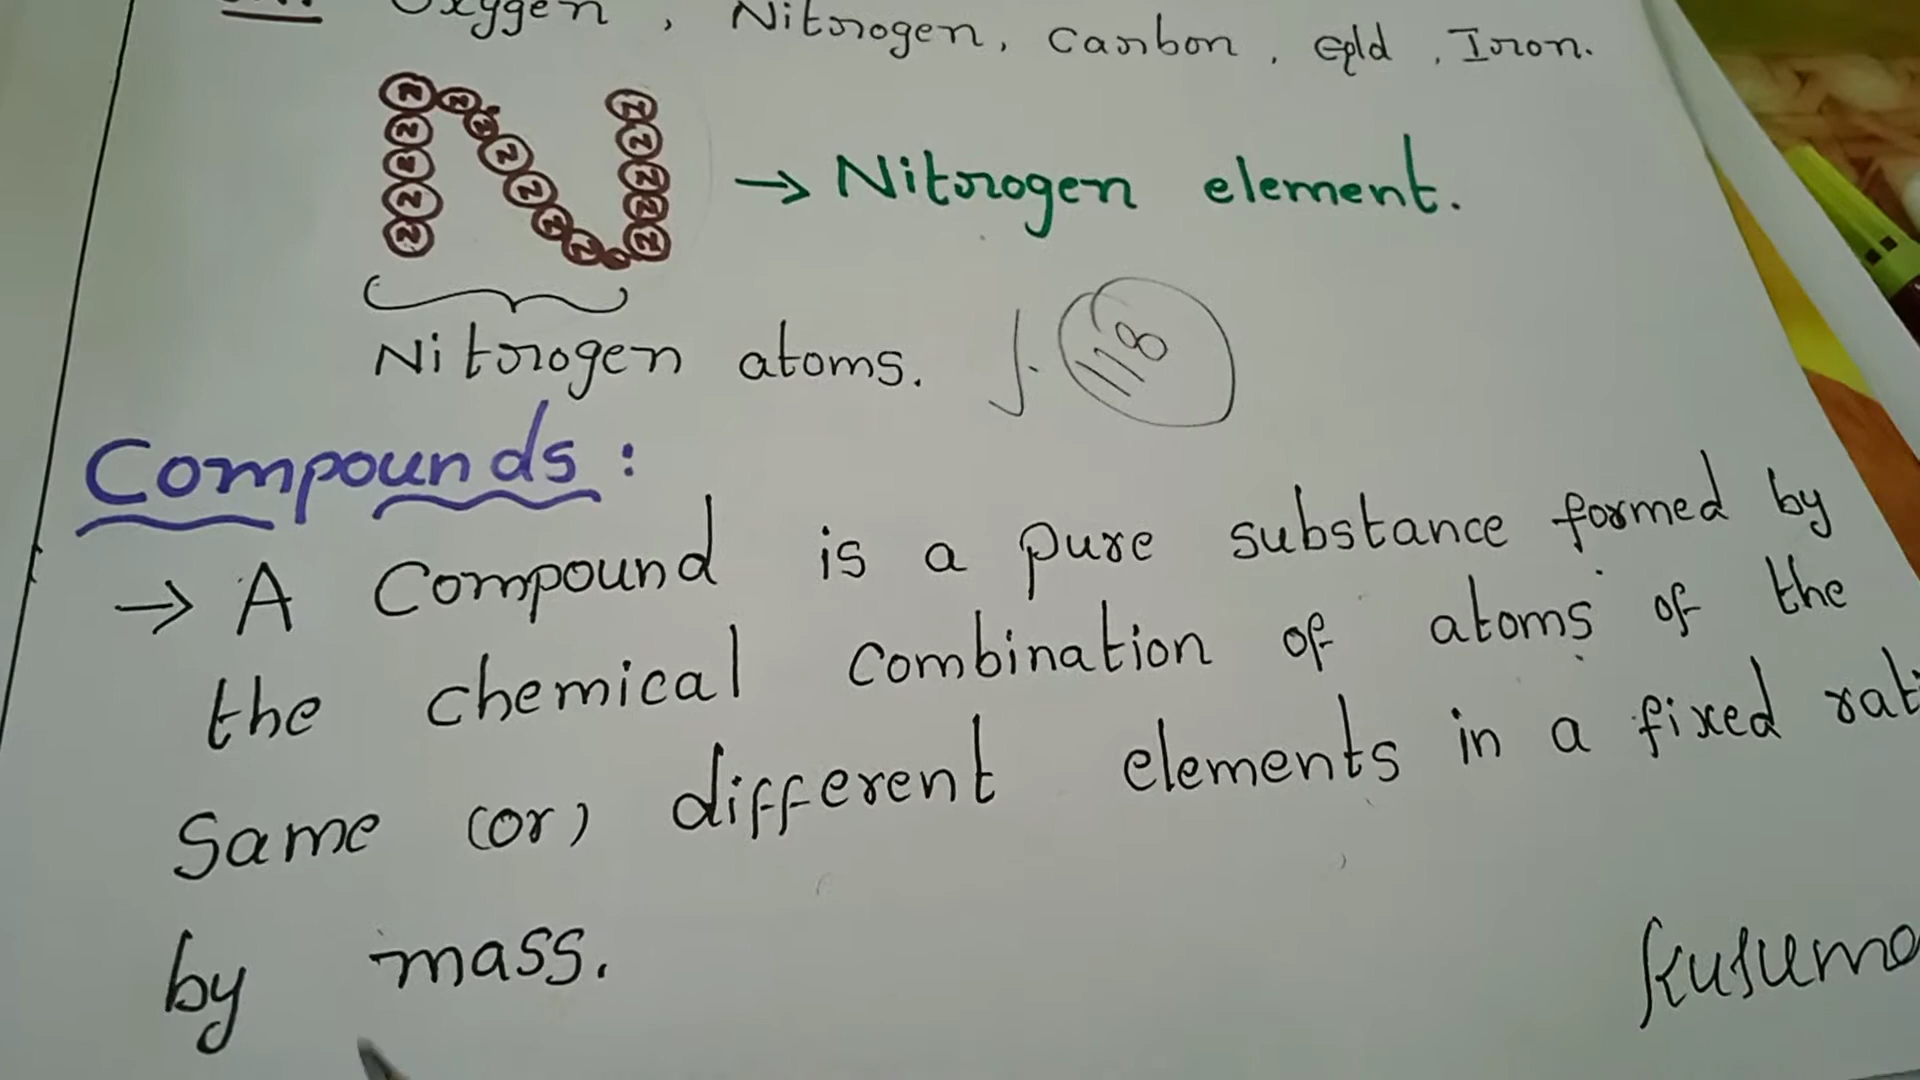 Oxygen , Nitrogen, Carbon , Gold , Iron.
→ Nitrogen element.
Nitrogen atoms.
118
Compounds :
→ A Compound is a pure substance formed by
the chemical combination of atoms of the
Same (or) different elements in a fixed rati
by mass.
Kusuma